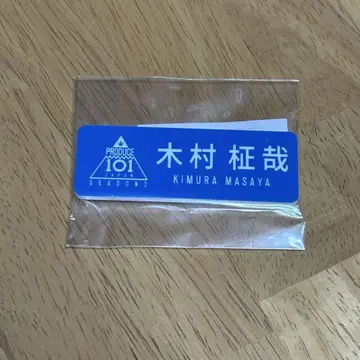 PRODUCE
101
JAPAN
SEASON2
木村 柾哉
KIMURA MASAYA